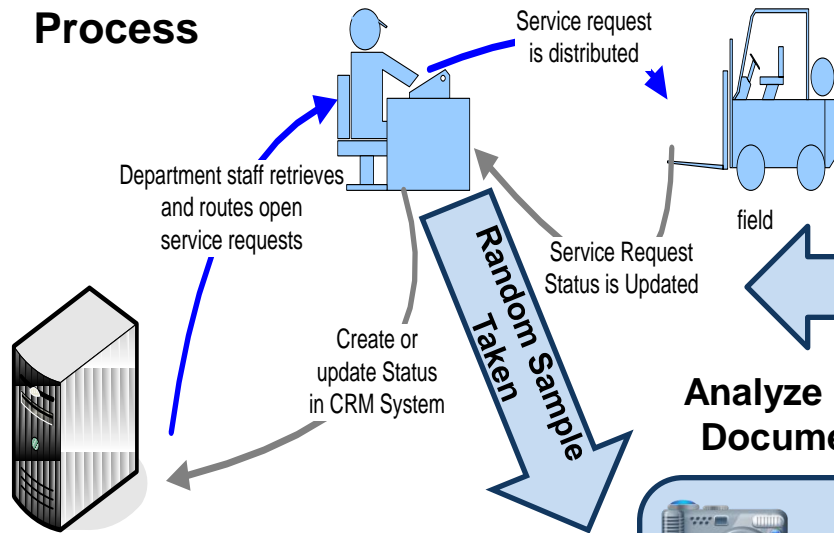 Process
Service request
is distributed
Department staff retrieves
and routes open
service requests
field
Service Request
Status is Updated
Random Sample
Taken
Create or
update Status
in CRM System
Analyze
Docume